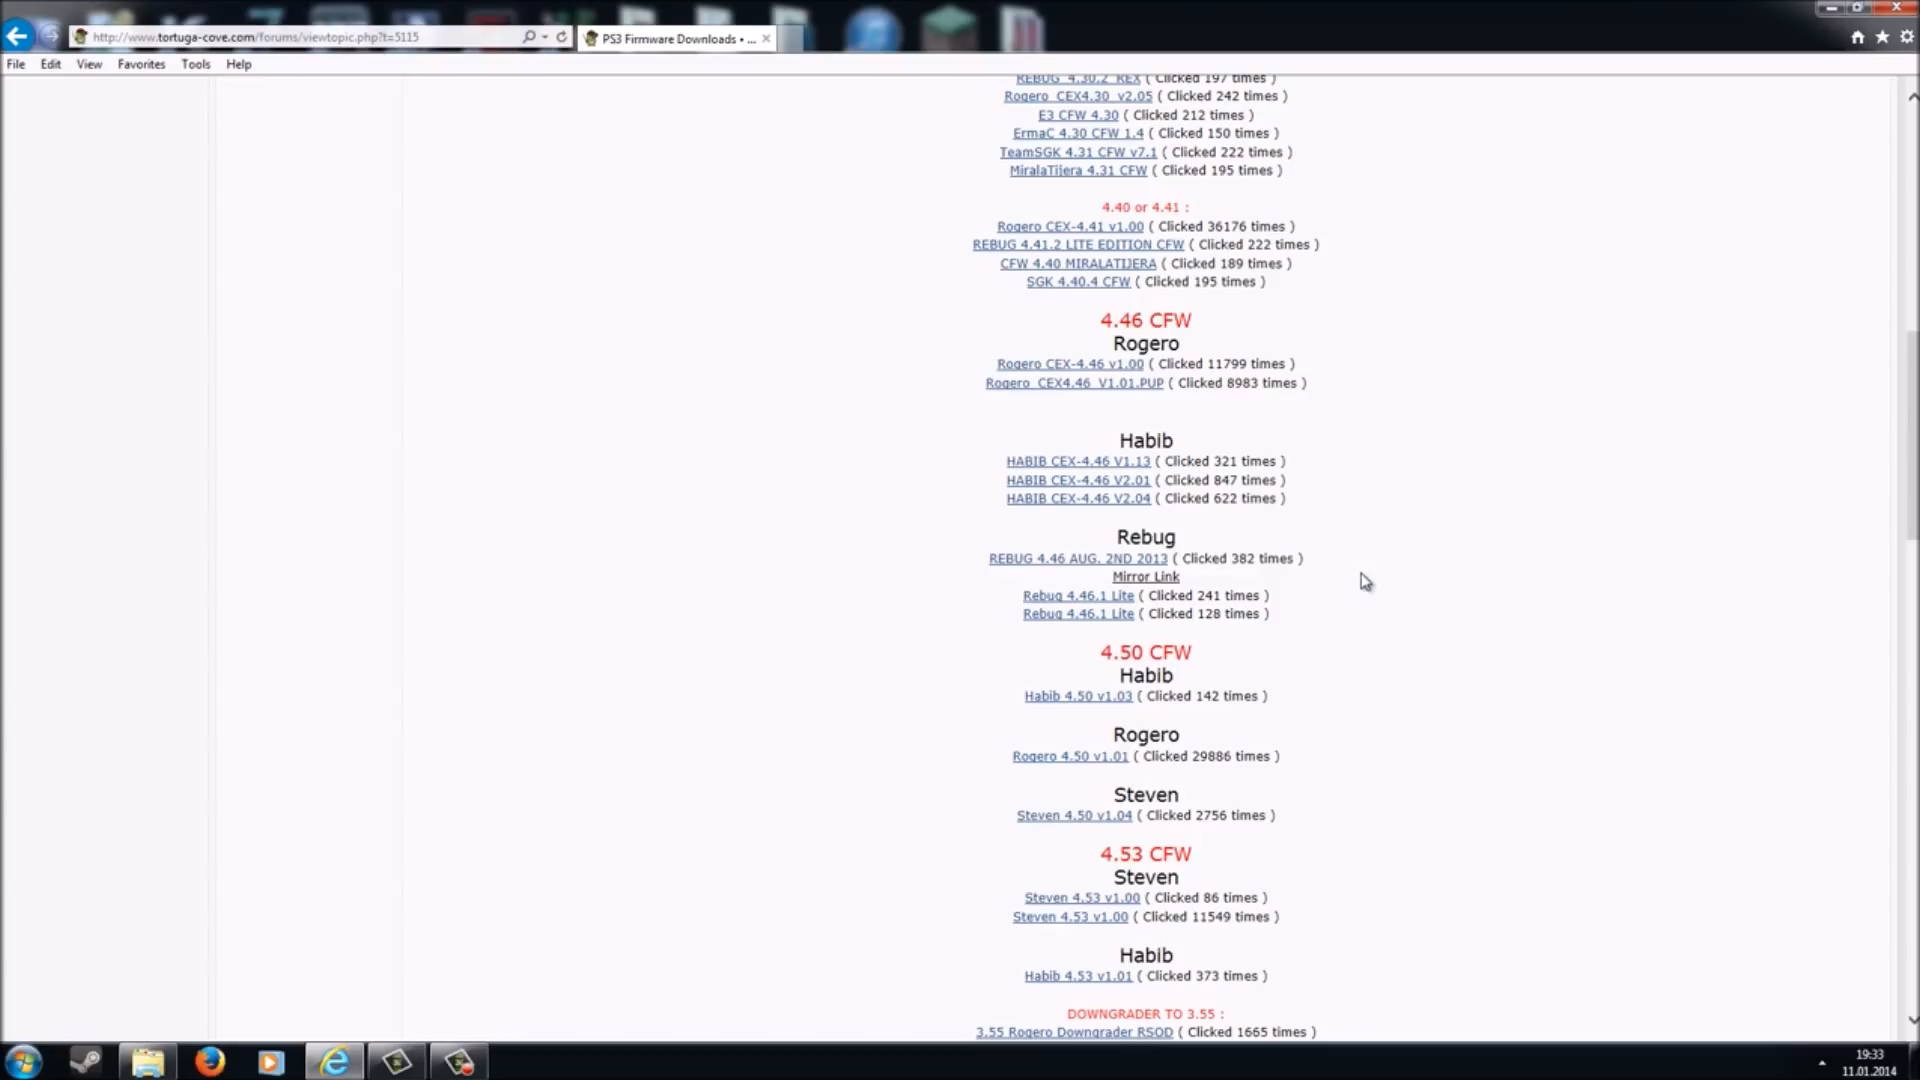 http://www.tortuga-cove.com/forums/viewtopic.php?t=5115
PS3 Firmware Downloads • ...
File Edit View Favorites Tools Help
REBUG_4.30.2_REX ( Clicked 197 times )
Rogero_CEX4.30_v2.05 ( Clicked 242 times )
E3 CFW 4.30 ( Clicked 212 times )
ErmaC 4.30 CFW 1.4 ( Clicked 150 times )
TeamSGK 4.31 CFW v7.1 ( Clicked 222 times )
MiralaTijera 4.31 CFW ( Clicked 195 times )
4.40 or 4.41 :
Rogero CEX-4.41 v1.00 ( Clicked 36176 times )
REBUG 4.41.2 LITE EDITION CFW ( Clicked 222 times )
CFW 4.40 MIRALATIJERA ( Clicked 189 times )
SGK 4.40.4 CFW ( Clicked 195 times )
4.46 CFW
Rogero
Rogero CEX-4.46 v1.00 ( Clicked 11799 times )
Rogero_CEX4.46_V1.01.PUP ( Clicked 8983 times )
Habib
HABIB CEX-4.46 V1.13 ( Clicked 321 times )
HABIB CEX-4.46 V2.01 ( Clicked 847 times )
HABIB CEX-4.46 V2.04 ( Clicked 622 times )
Rebug
REBUG 4.46 AUG. 2ND 2013 ( Clicked 382 times )
Mirror Link
Rebug 4.46.1 Lite ( Clicked 241 times )
Rebug 4.46.1 Lite ( Clicked 128 times )
4.50 CFW
Habib
Habib 4.50 v1.03 ( Clicked 142 times )
Rogero
Rogero 4.50 v1.01 ( Clicked 29886 times )
Steven
Steven 4.50 v1.04 ( Clicked 2756 times )
4.53 CFW
Steven
Steven 4.53 v1.00 ( Clicked 86 times )
Steven 4.53 v1.00 ( Clicked 11549 times )
Habib
Habib 4.53 v1.01 ( Clicked 373 times )
DOWNGRADER TO 3.55 :
3.55 Rogero Downgrader RSOD ( Clicked 1665 times )
19:33
11.01.2014